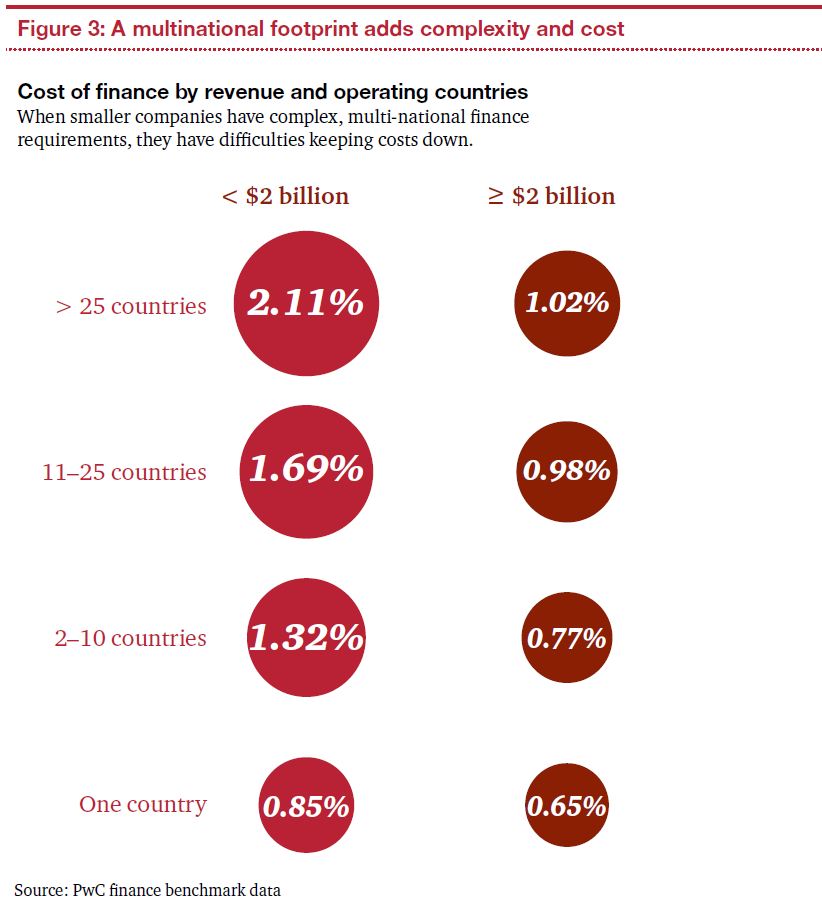 Figure 3: A multinational footprint adds complexity and cost
Cost of finance by revenue and operating countries
When smaller companies have complex, multi-national finance
requirements, they have difficulties keeping costs down.
< $2 billion ≥ $2 billion
> 25 countries 2.11% 1.02%
11–25 countries 1.69% 0.98%
2–10 countries 1.32% 0.77%
One country 0.85% 0.65%
Source: PwC finance benchmark data